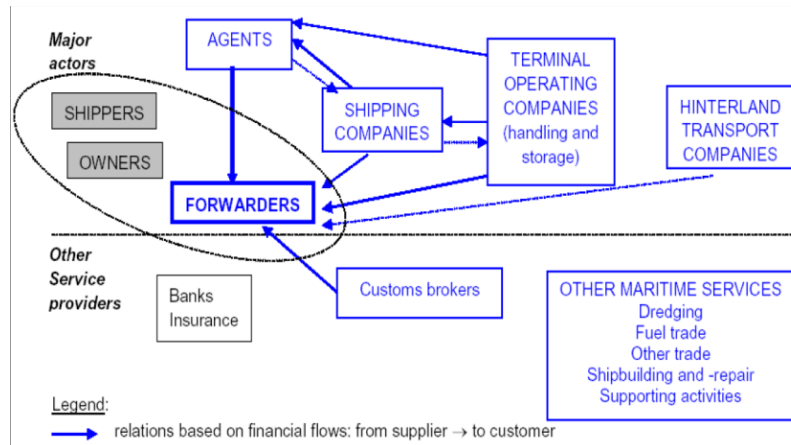 Major
actors
AGENTS
SHIPPERS
OWNERS
SHIPPING
COMPANIES
TERMINAL
OPERATING
COMPANIES
(handling and
storage)
HINTERLAND
TRANSPORT
COMPANIES
FORWARDERS
Other
Service
providers
Banks
Insurance
Customs brokers
OTHER MARITIME SERVICES
Dredging
Fuel trade
Other trade
Shipbuilding and -repair
Supporting activities
Legend:
relations based on financial flows: from supplier → to customer